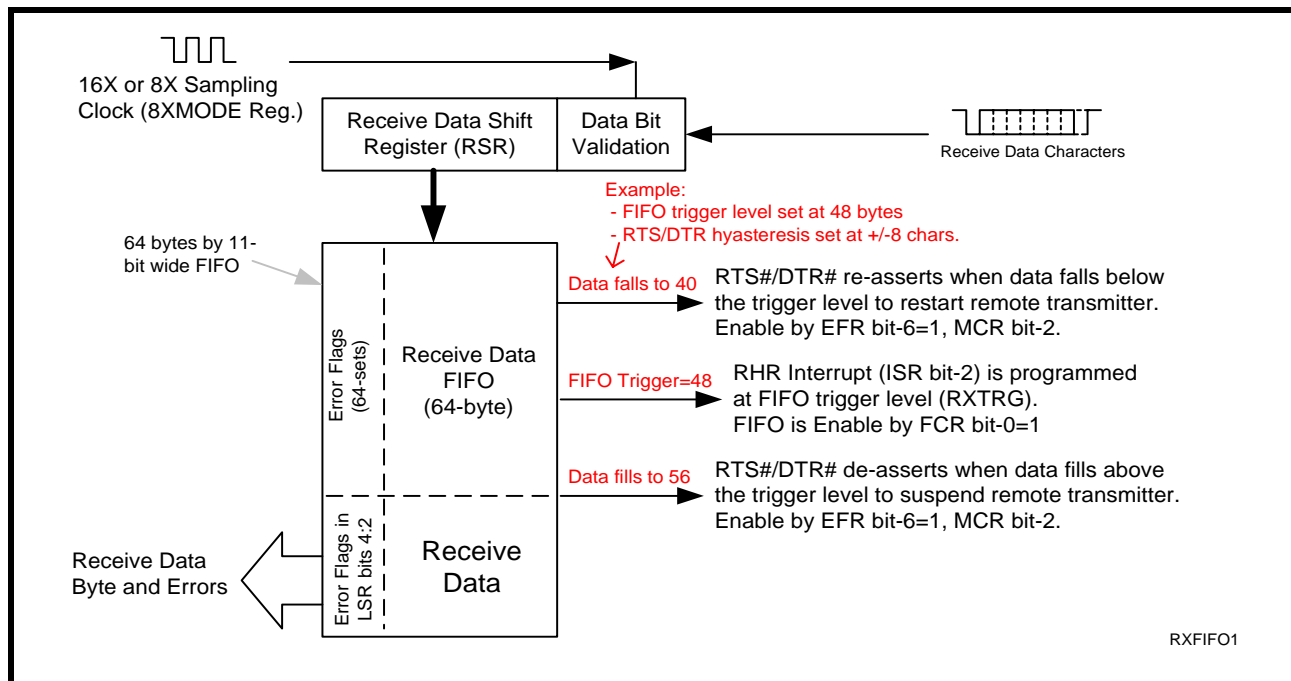 16X or 8X Sampling
Clock (8XMODE Reg.)
Receive Data Shift
Register (RSR)
Data Bit
Validation
Receive Data Characters
Example:
- FIFO trigger level set at 48 bytes
- RTS/DTR hyasteresis set at +/-8 chars.
64 bytes by 11-
bit wide FIFO
Data falls to 40
RTS#/DTR# re-asserts when data falls below
the trigger level to restart remote transmitter.
Enable by EFR bit-6=1, MCR bit-2.
Error Flags
(64-sets)
Receive Data
FIFO
(64-byte)
FIFO Trigger=48
RHR Interrupt (ISR bit-2) is programmed
at FIFO trigger level (RXTRG).
FIFO is Enable by FCR bit-0=1
Data fills to 56
RTS#/DTR# de-asserts when data fills above
the trigger level to suspend remote transmitter.
Enable by EFR bit-6=1, MCR bit-2.
Receive Data
Byte and Errors
Error Flags in
LSR bits 4:2
Receive
Data
RXFIFO1